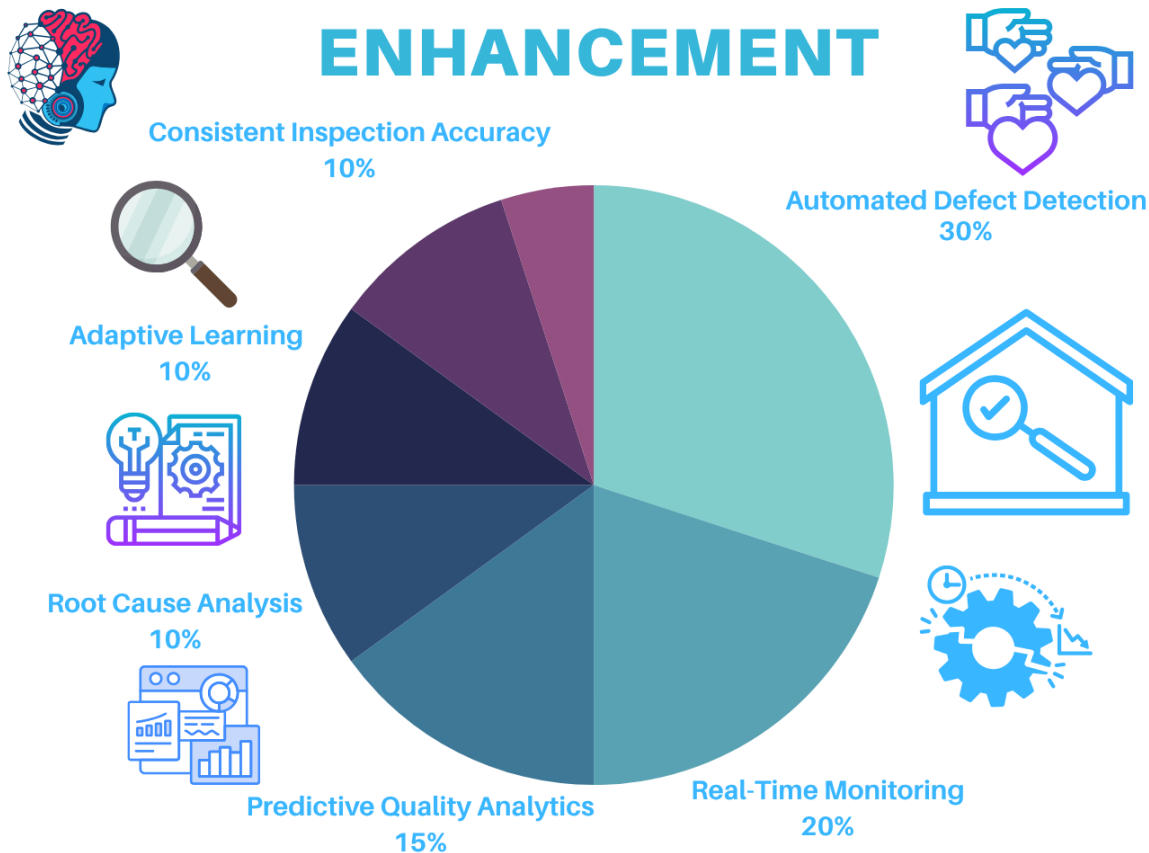 ENHANCEMENT
Consistent Inspection Accuracy
10%
Automated Defect Detection
30%
Adaptive Learning
10%
Root Cause Analysis
10%
Predictive Quality Analytics
15%
Real-Time Monitoring
20%